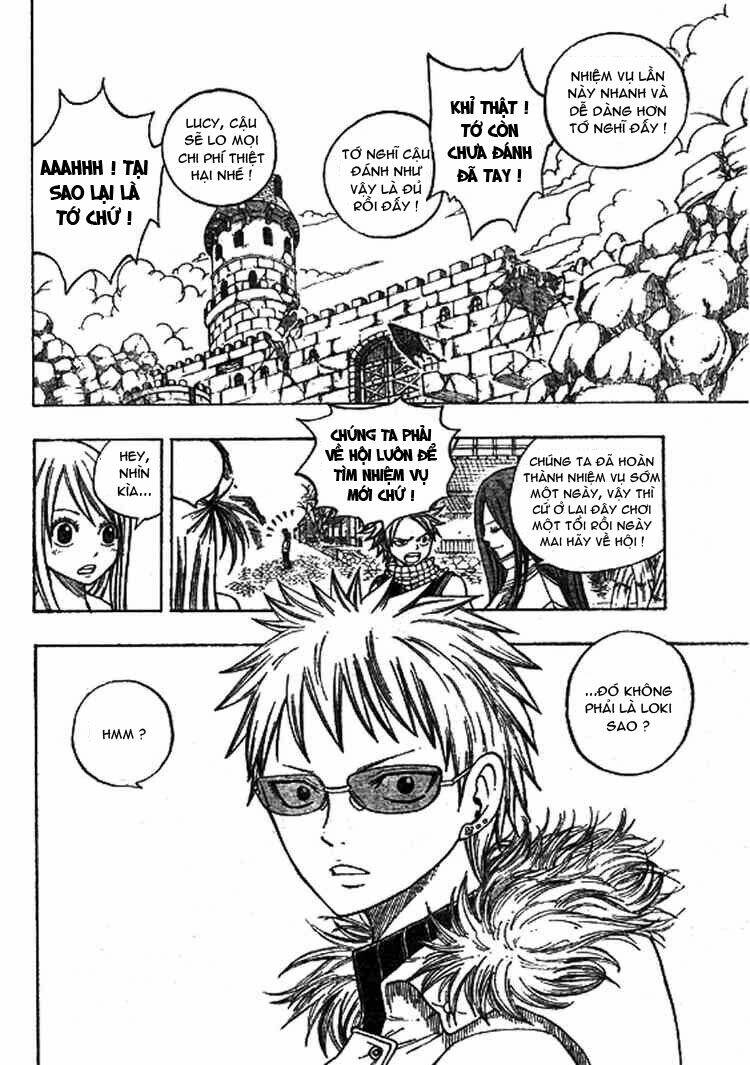 NHIỆM VỤ LẦN
NÀY NHANH VÀ
DỄ DÀNG HƠN
TỚ NGHĨ ĐẤY !
KHỈ THẬT !
TỚ CÒN
CHƯA ĐÁNH
ĐÃ TAY !
TỚ NGHĨ CẬU
ĐÁNH NHƯ
VẬY LÀ ĐỦ
RỒI ĐẤY !
LUCY, CẬU
SẼ LO MỌI
CHI PHÍ THIỆT
HẠI NHÉ !
AAAHHH ! TẠI
SAO LẠI LÀ
TỚ CHỨ !
CHÚNG TA ĐÃ HOÀN
THÀNH NHIỆM VỤ SỚM
MỘT NGÀY, VẬY THÌ
CỨ Ở LẠI ĐÂY CHƠI
MỘT TỐI RỒI NGÀY
MAI HÃY VỀ HỘI !
CHÚNG TA PHẢI
VỀ HỘI LUÔN ĐỂ
TÌM NHIỆM VỤ
MỚI CHỨ !
HEY,
NHÌN
KÌA...
...ĐÓ KHÔNG
PHẢI LÀ LOKI
SAO ?
HMM ?